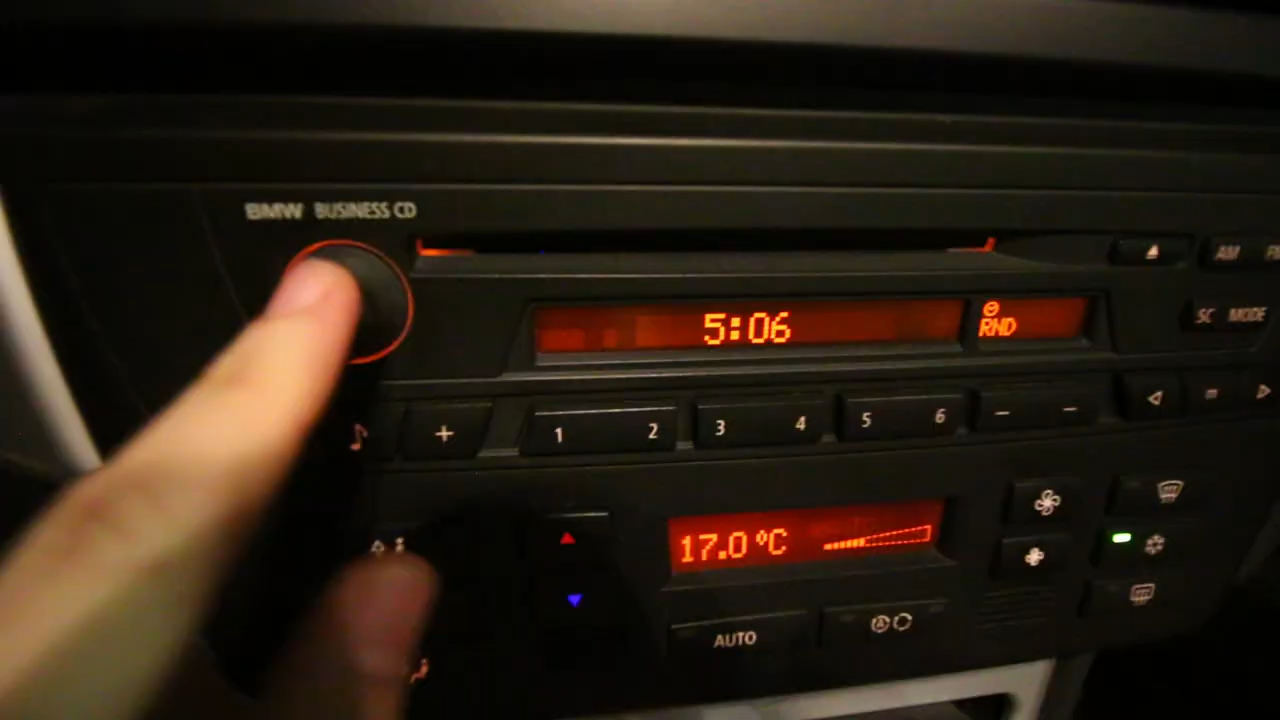 BMW BUSINESS CD
AM
SC MODE
5:06
RND
+
1 2 3 4 5 6 - -
17.0 °C
AUTO